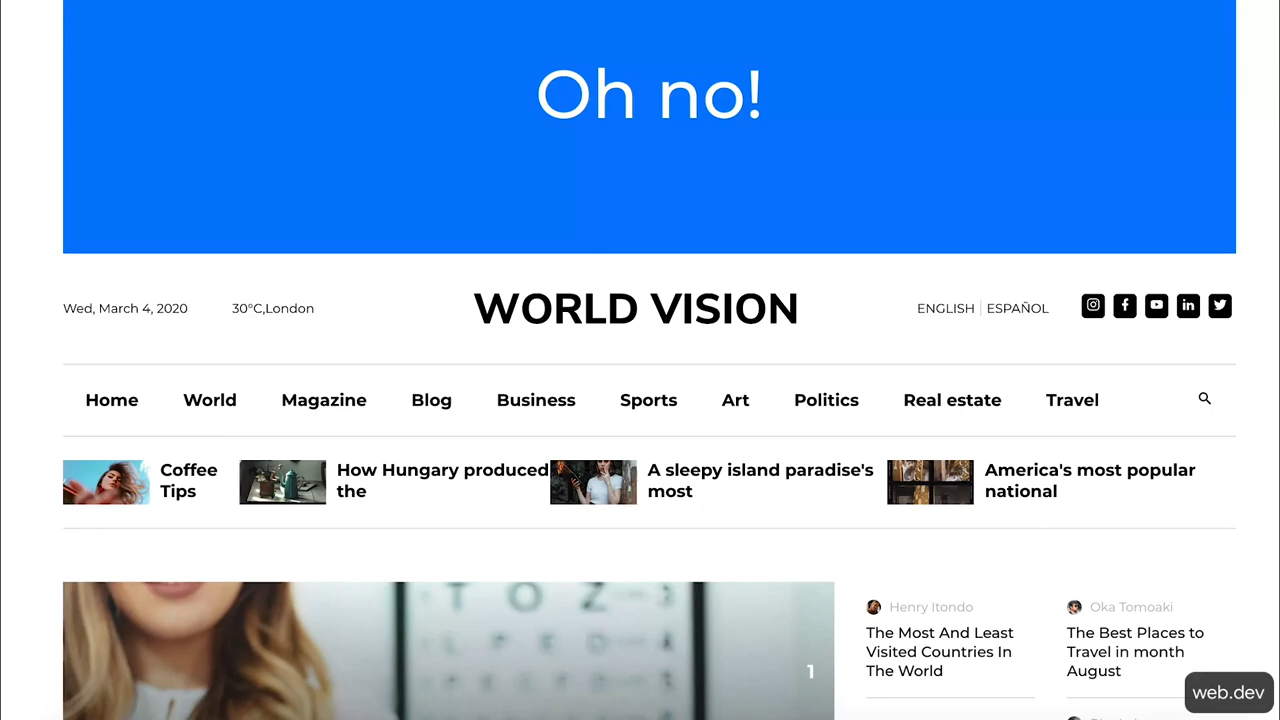 Oh no!
Wed, March 4, 2020 30°C,London WORLD VISION ENGLISH ESPAÑOL
Home World Magazine Blog Business Sports Art Politics Real estate Travel
Coffee
Tips
How Hungary produced
the
A sleepy island paradise's
most
America's most popular
national
T O Z
L P E D
1
Henry Itondo
The Most And Least
Visited Countries In
The World
Oka Tomoaki
The Best Places to
Travel in month
August
web.dev